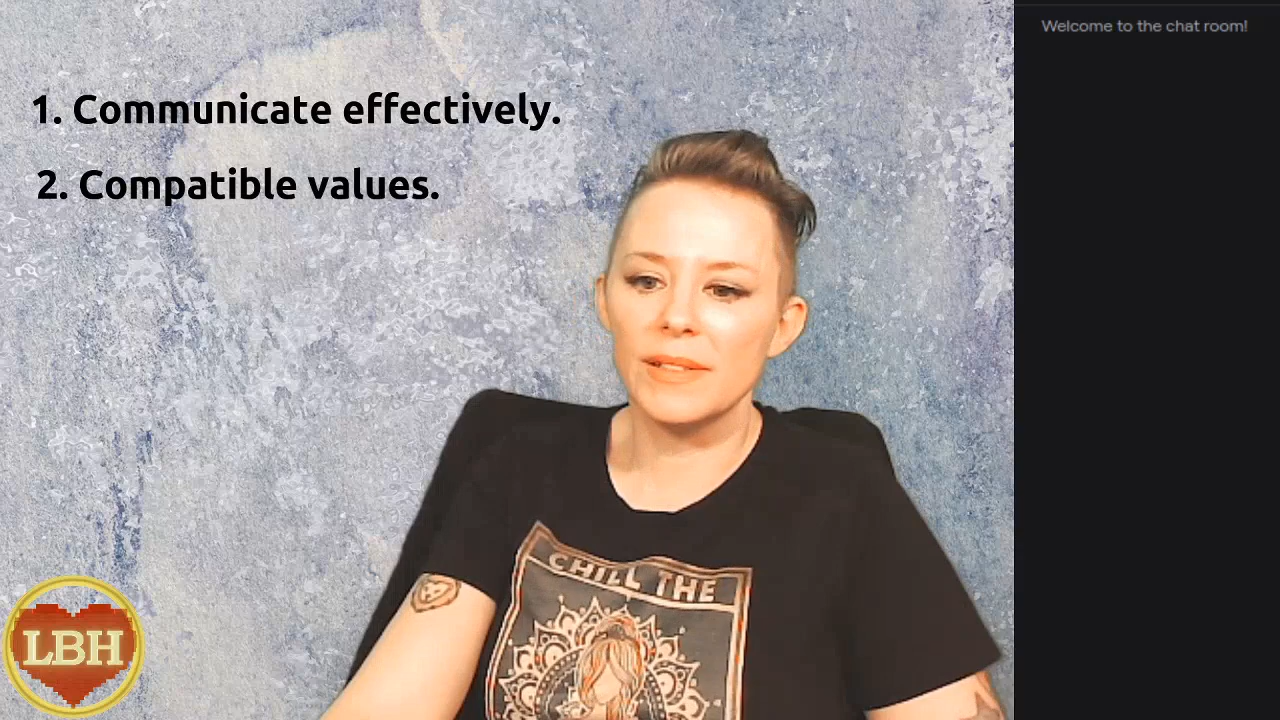 Welcome to the chat room!
1. Communicate effectively.
2. Compatible values.
CHILL THE
LBH